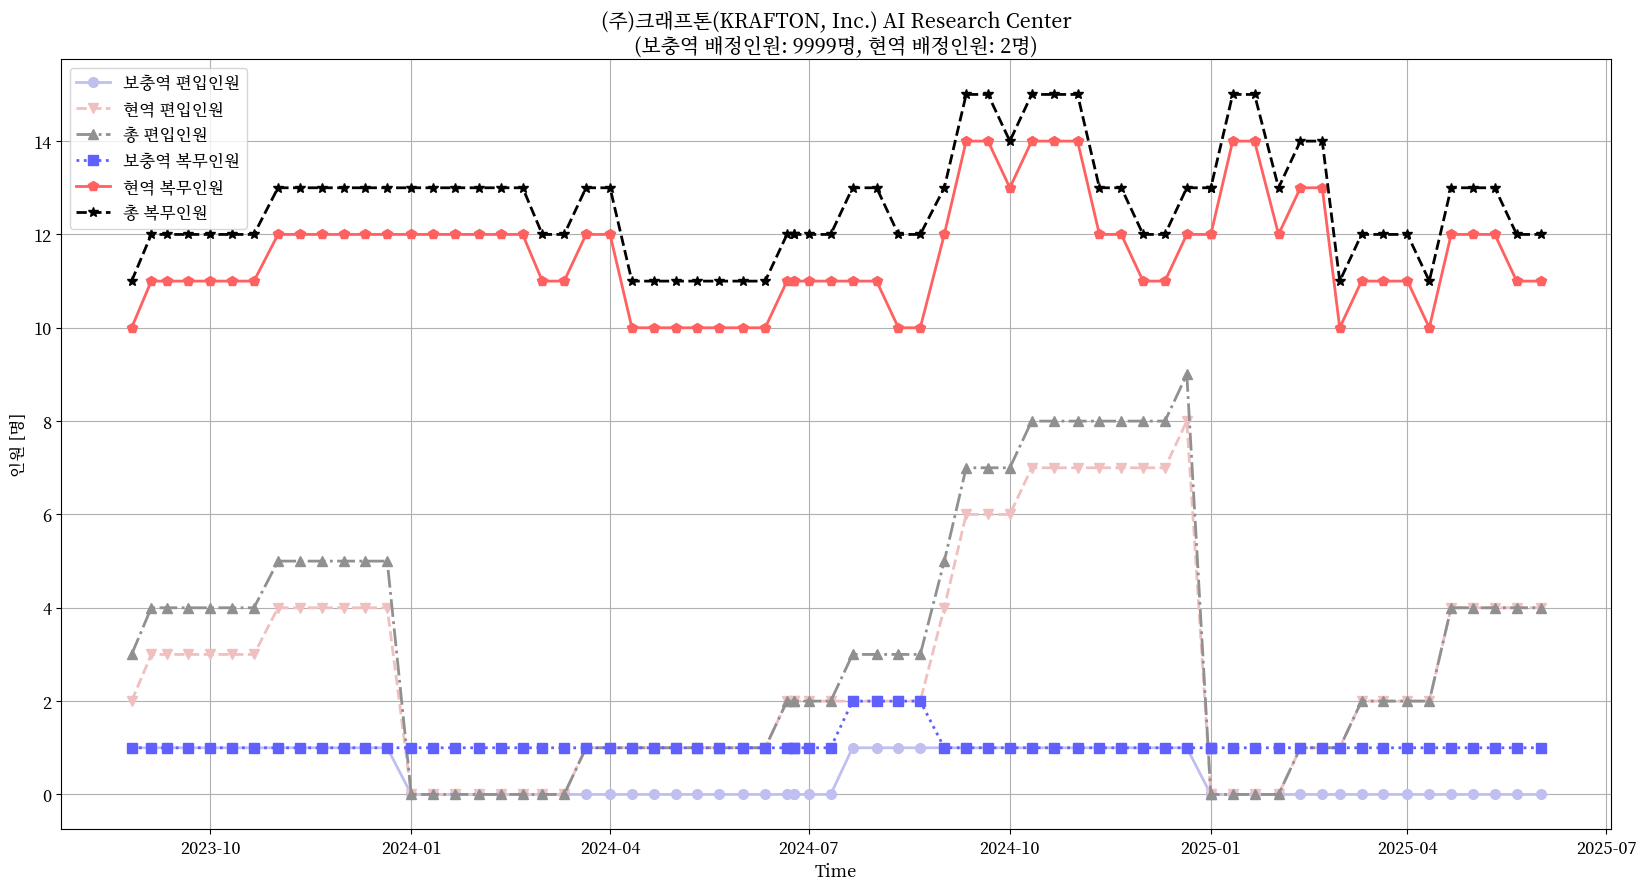 (주)크래프톤(KRAFTON, Inc.) AI Research Center
(보충역 배정인원: 9999명, 현역 배정인원: 2명)
보충역 편입인원
현역 편입인원
총 편입인원
보충역 복무인원
현역 복무인원
총 복무인원
인원 [명]
14
12
10
8
6
4
2
0
2023-10
2024-01
2024-04
2024-07
2024-10
2025-01
2025-04
2025-07
Time